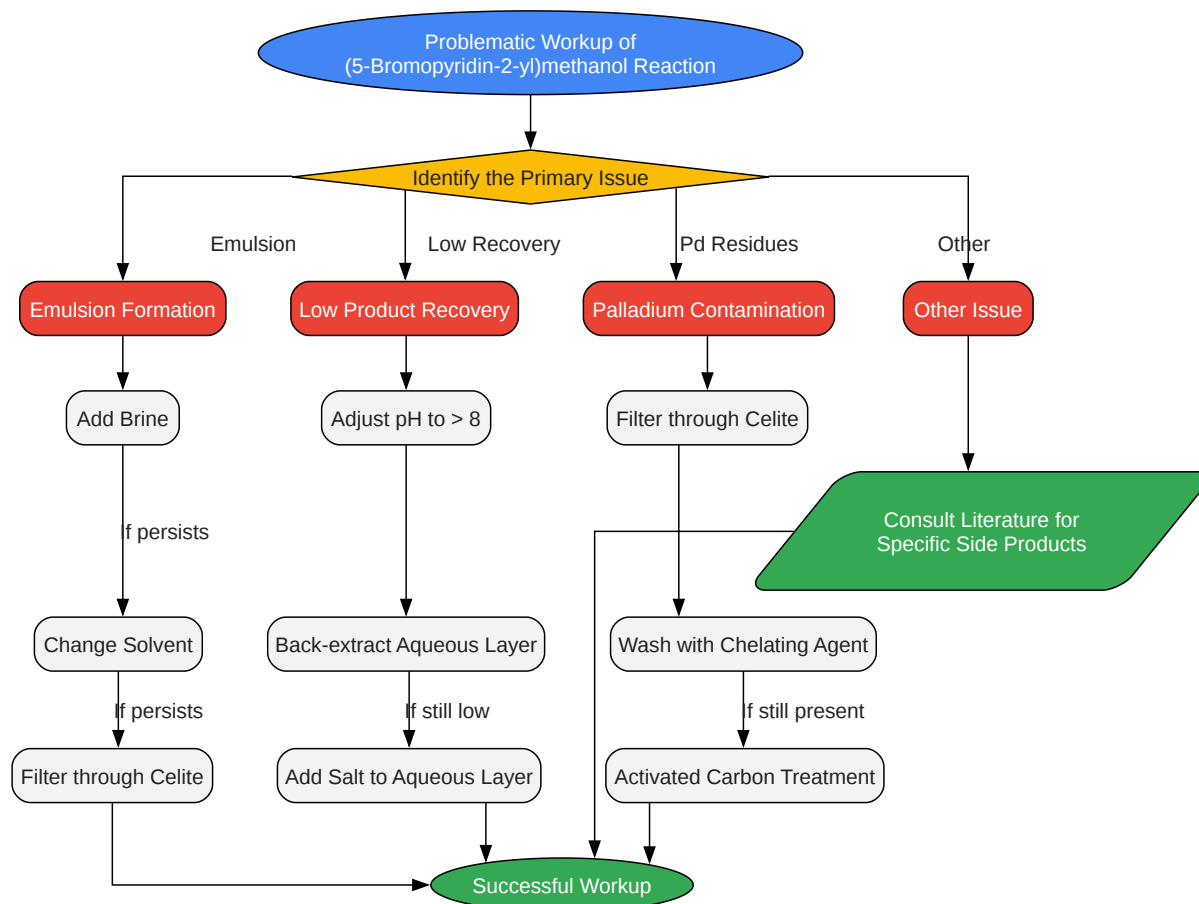 Problematic Workup of
(5-Bromopyridin-2-yl)methanol Reaction
Identify the Primary Issue
Emulsion
Low Recovery
Pd Residues
Other
Emulsion Formation
Low Product Recovery
Palladium Contamination
Other Issue
Add Brine
Adjust pH to > 8
Filter through Celite
Consult Literature for
Specific Side Products
If persists
Change Solvent
Back-extract Aqueous Layer
Wash with Chelating Agent
If persists
If still low
If still present
Filter through Celite
Add Salt to Aqueous Layer
Activated Carbon Treatment
Successful Workup